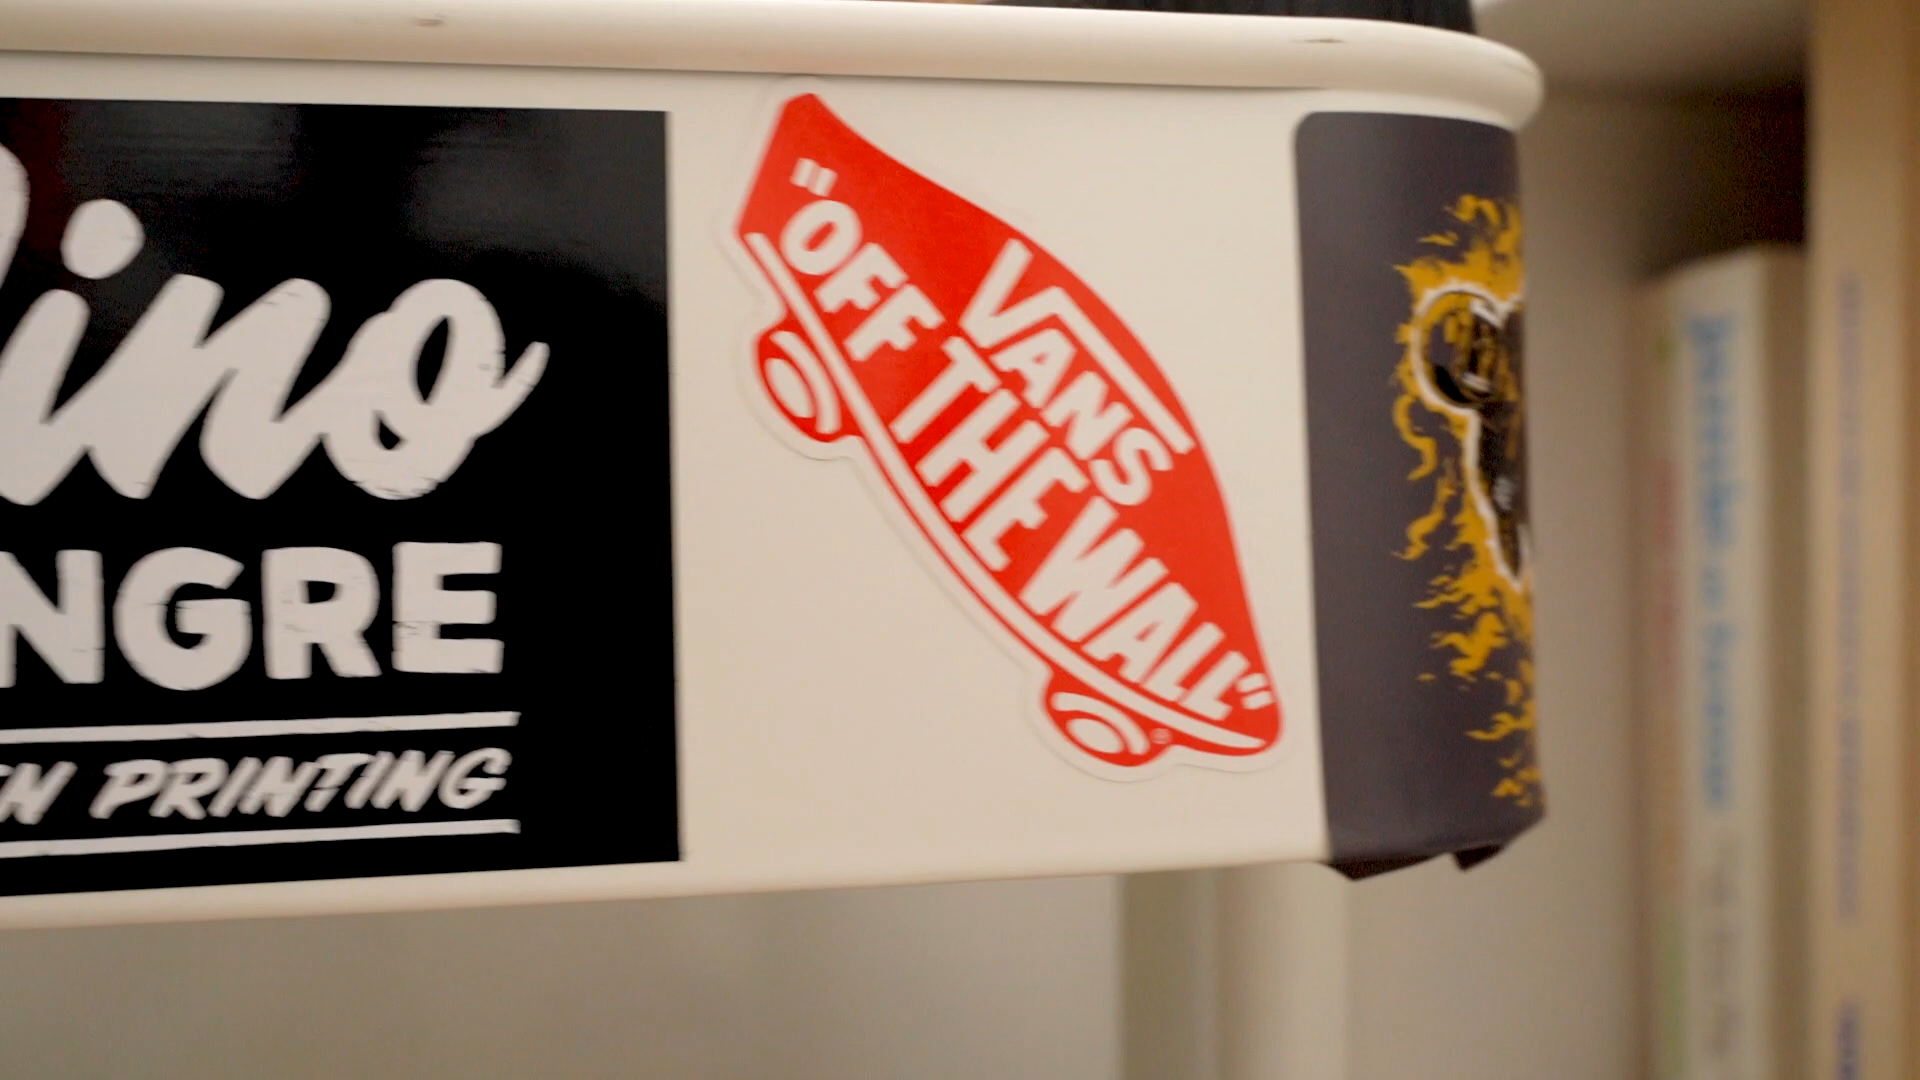 ino
NGRE
N PRINTING
VANS
"OFF THE WALL"